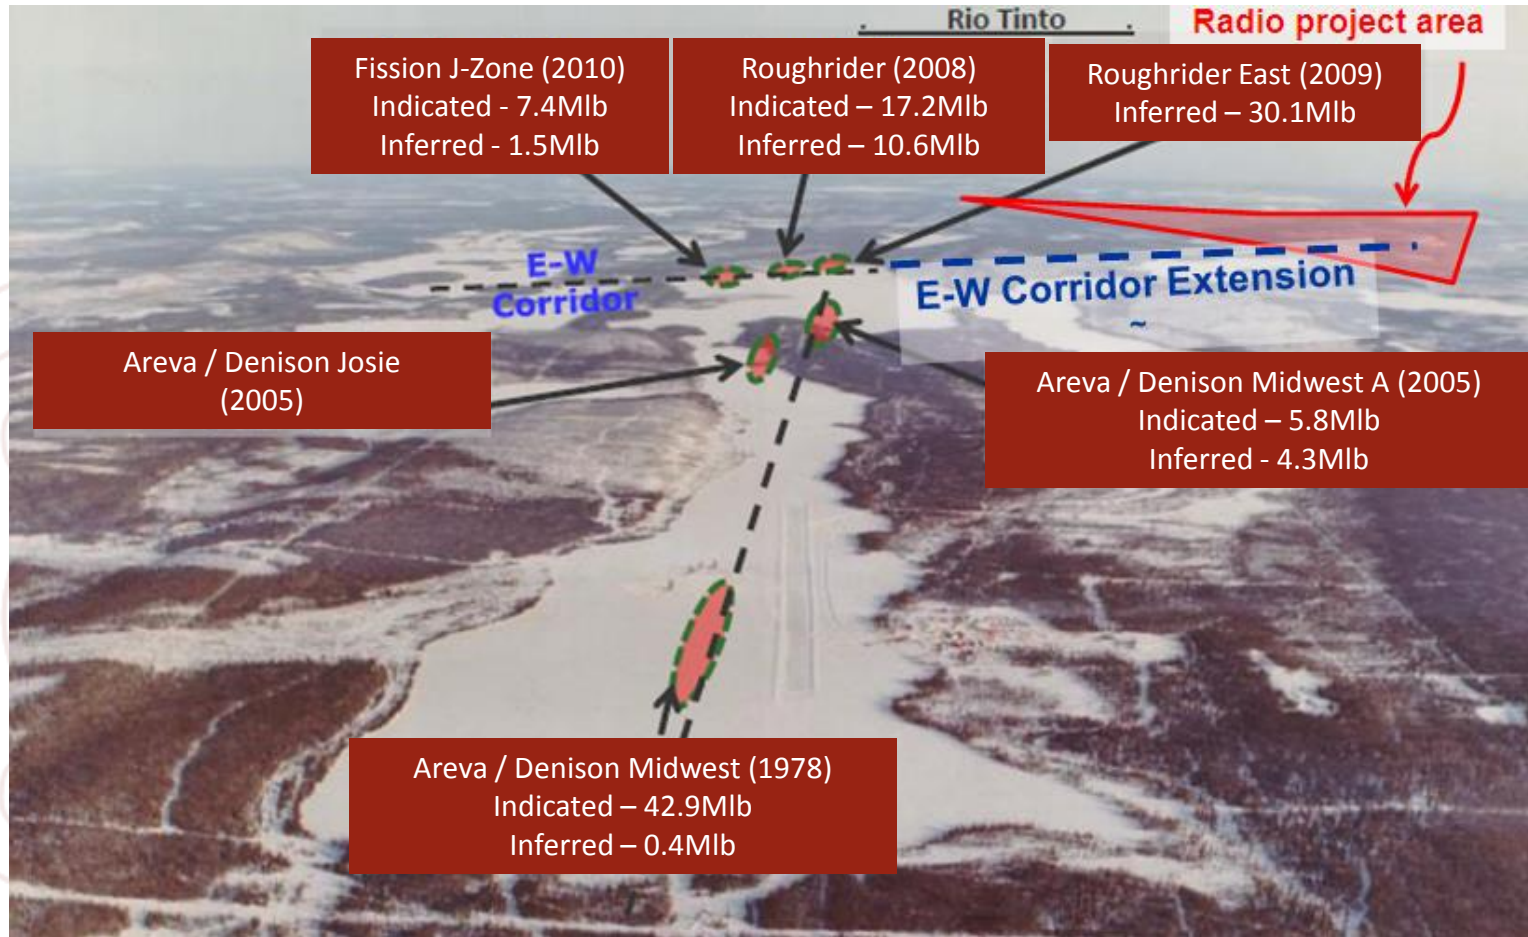 Rio Tinto
Radio project area
Fission J-Zone (2010)
Indicated - 7.4Mlb
Inferred - 1.5Mlb
Roughrider (2008)
Indicated – 17.2Mlb
Inferred – 10.6Mlb
Roughrider East (2009)
Inferred – 30.1Mlb
E-W
Corridor
E-W Corridor Extension
~
Areva / Denison Josie
(2005)
Areva / Denison Midwest A (2005)
Indicated – 5.8Mlb
Inferred - 4.3Mlb
Areva / Denison Midwest (1978)
Indicated – 42.9Mlb
Inferred – 0.4Mlb